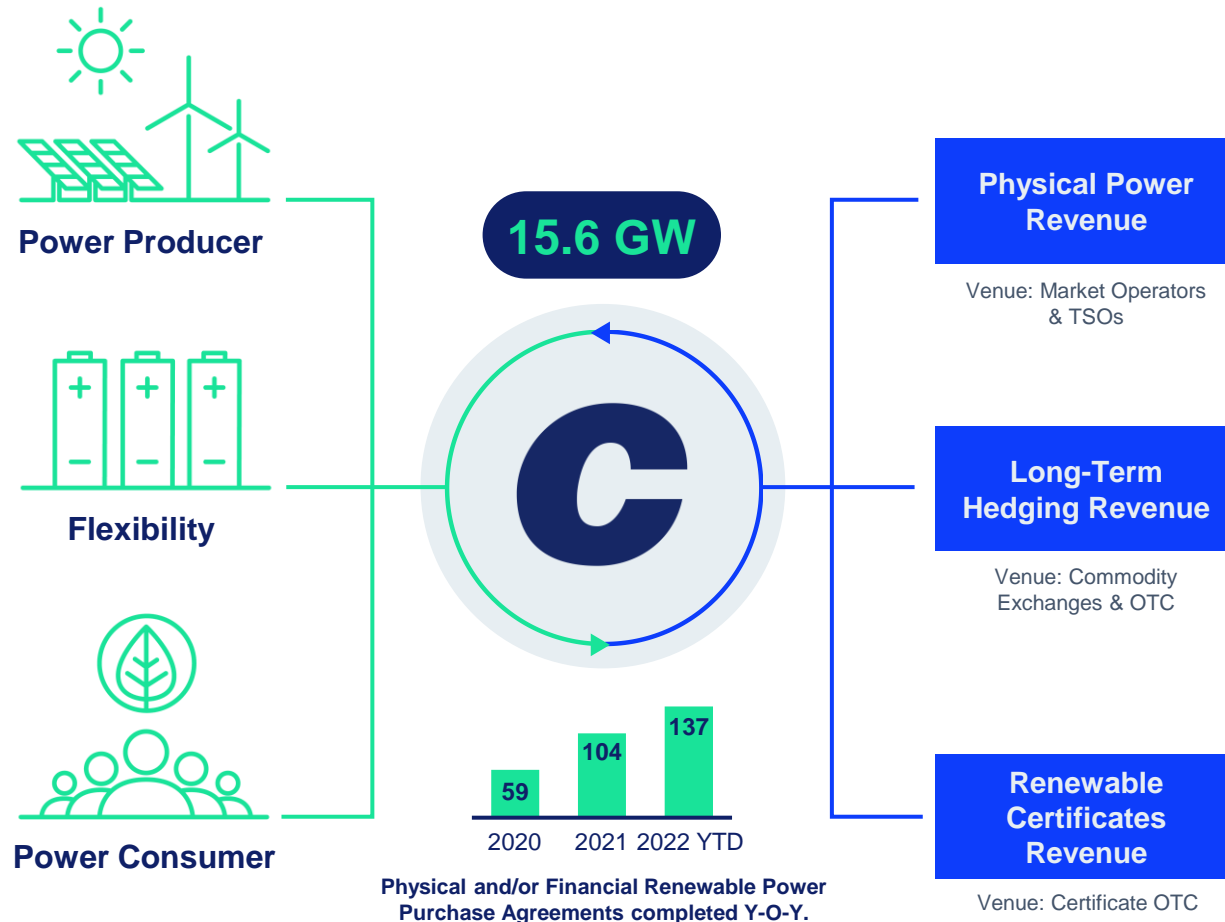 Power Producer
Flexibility
Power Consumer
15.6 GW
C
59
104
137
2020
2021
2022 YTD
Physical and/or Financial Renewable Power
Purchase Agreements completed Y-O-Y.
Physical Power
Revenue
Venue: Market Operators
& TSOs
Long-Term
Hedging Revenue
Venue: Commodity
Exchanges & OTC
Renewable
Certificates
Revenue
Venue: Certificate OTC